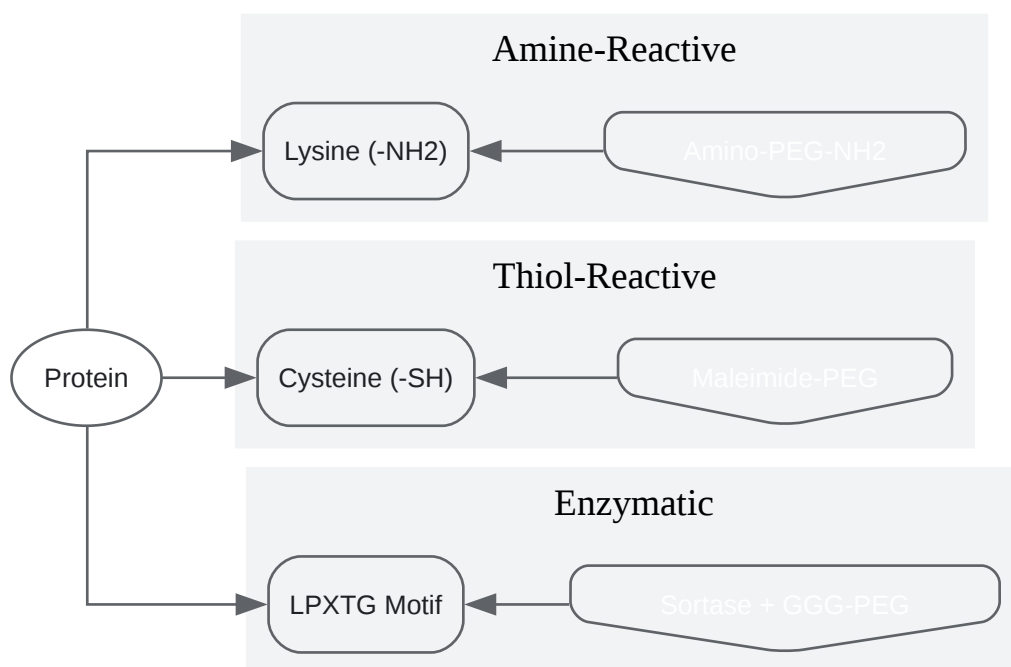 Amine-Reactive
Lysine (-NH2)
Amino-PEG-NH2
Thiol-Reactive
Protein
Cysteine (-SH)
Maleimide-PEG
Enzymatic
LPXTG Motif
Sortase + GGG-PEG